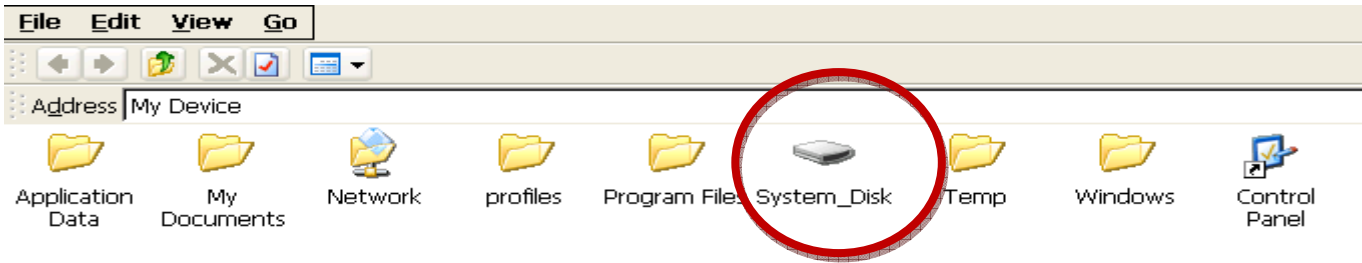 File Edit View Go
Address My Device
Application Data
My Documents
Network
profiles
Program Files
System_Disk
Temp
Windows
Control Panel